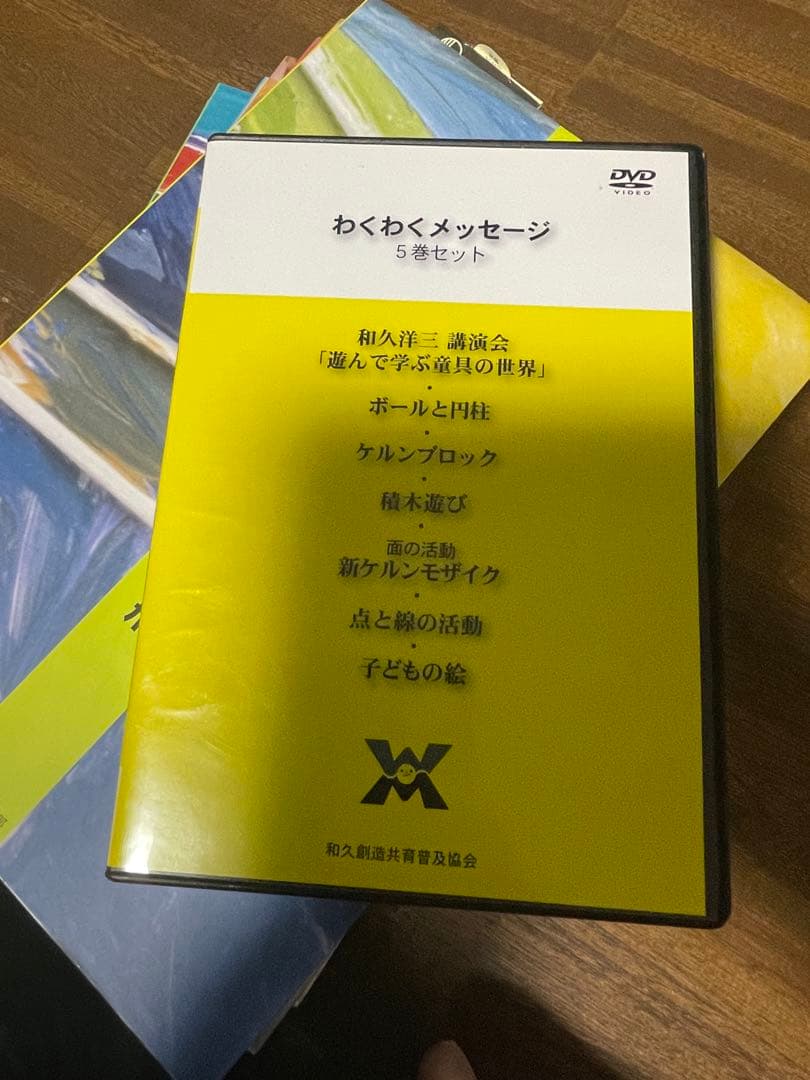 DVD
VIDEO
わくわくメッセージ
5巻セット
和久洋三 講演会
「遊んで学ぶ童具の世界」
・
ボールと円柱
・
ケルンブロック
・
積木遊び
・
面の活動
新ケルンモザイク
・
点と線の活動
・
子どもの絵
和久創造共育普及協会